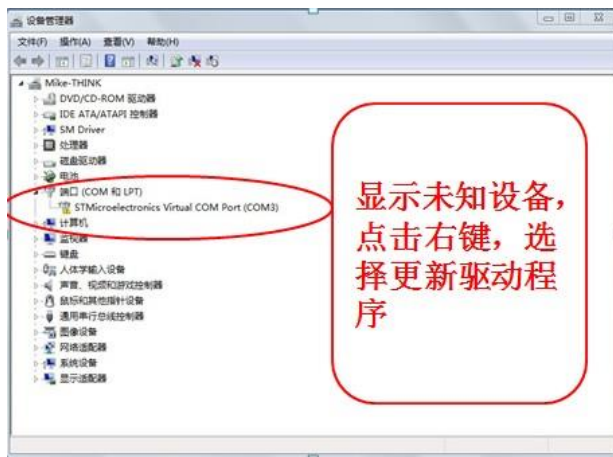 设备管理器
文件(F) 操作(A) 查看(V) 帮助(H)
Mike-THINK
DVD/CD-ROM 驱动器
IDE ATA/ATAPI 控制器
SM Driver
处理器
磁盘驱动器
电池
端口 (COM 和 LPT)
STMicroelectronics Virtual COM Port (COM3)
计算机
监视器
键盘
人体学输入设备
声音、视频和游戏控制器
鼠标和其他指针设备
通用串行总线控制器
图像设备
网络适配器
系统设备
显示适配器
显示未知设备，
点击右键，选
择更新驱动程
序